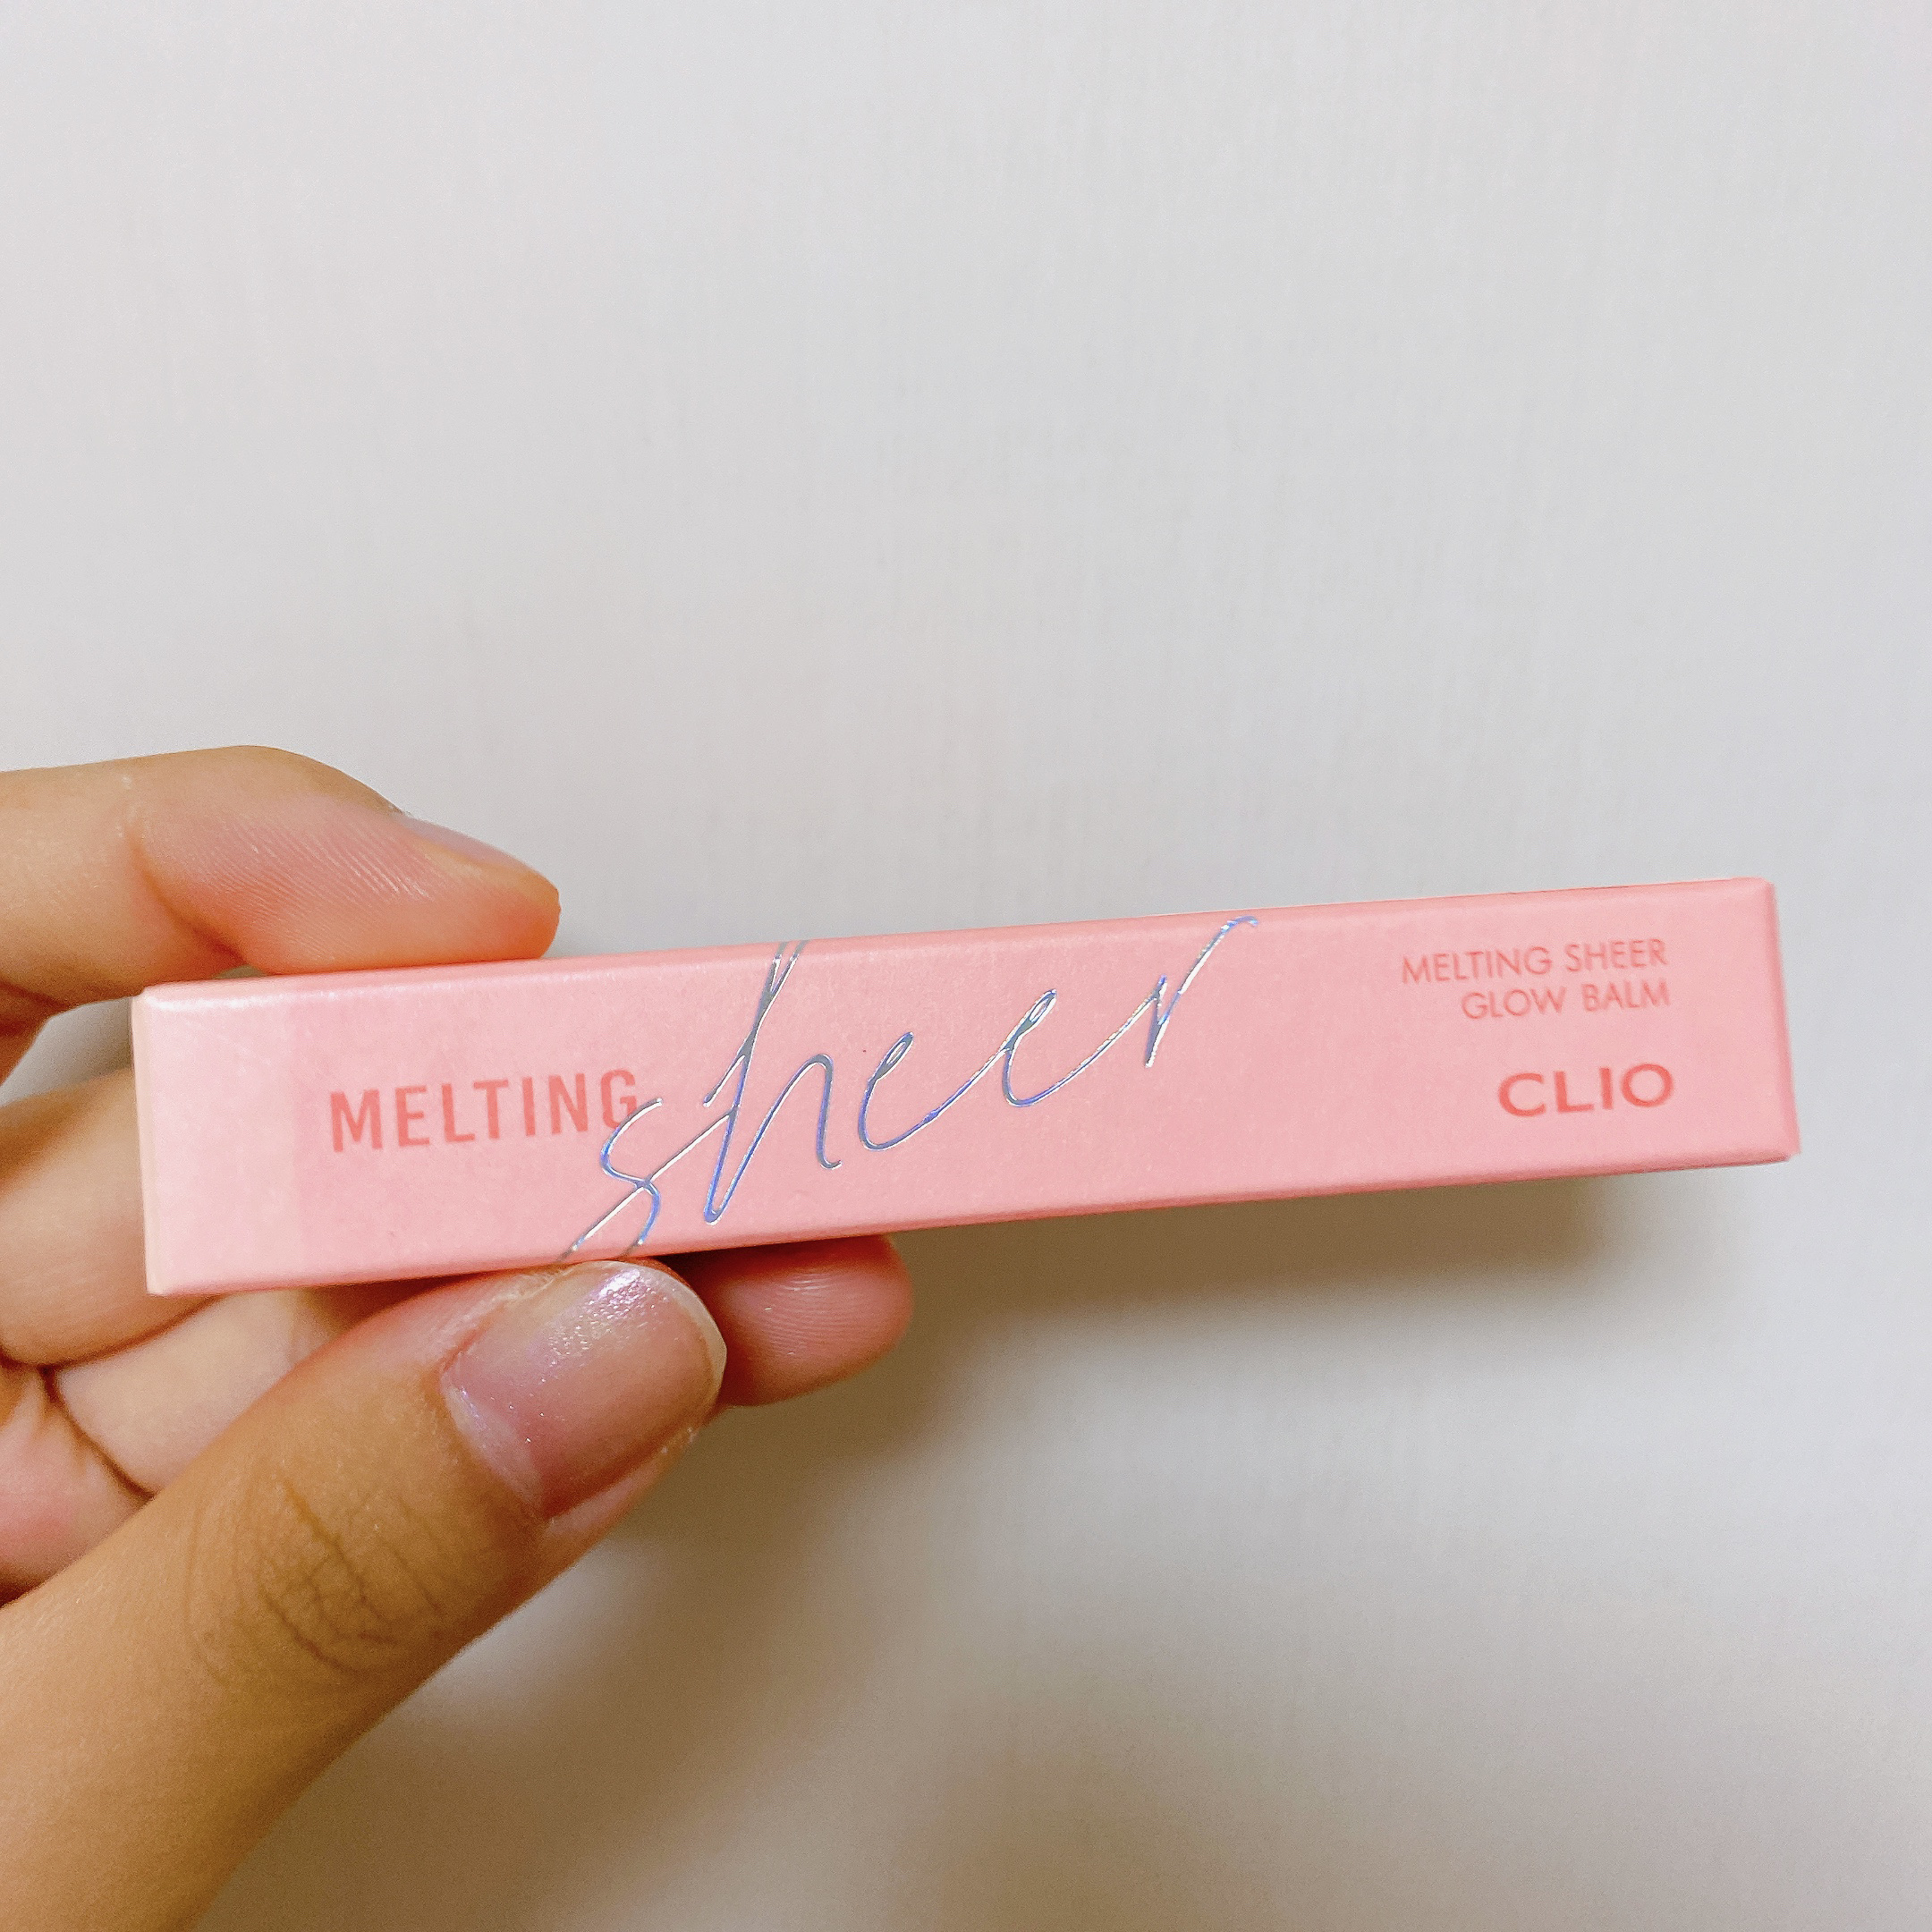 MELTING
sheer
MELTING SHEER
GLOW BALM
CLIO